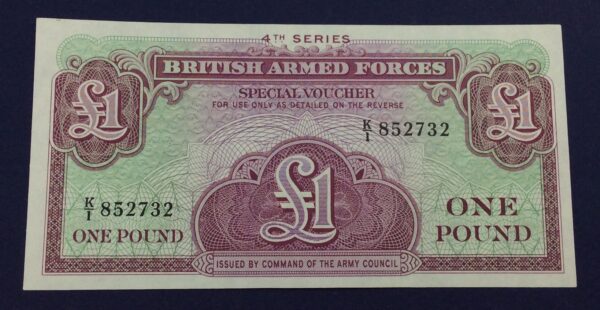 4TH SERIES
BRITISH ARMED FORCES
SPECIAL VOUCHER
FOR USE ONLY AS DETAILED ON THE REVERSE
£1
£1
K/1 852732
£1
K/1 852732
ONE POUND
ONE
POUND
ISSUED BY COMMAND OF THE ARMY COUNCIL